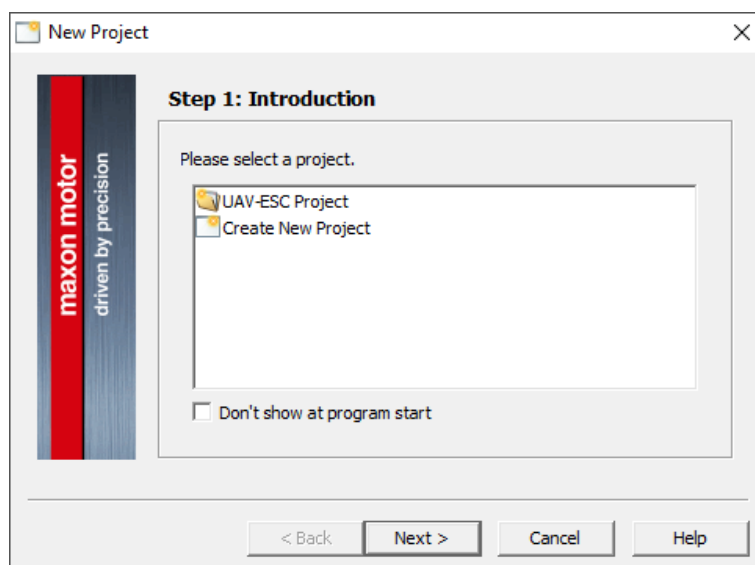 New Project
maxon motor
driven by precision
Step 1: Introduction
Please select a project.
UAV-ESC Project
Create New Project
Don't show at program start
< Back
Next >
Cancel
Help